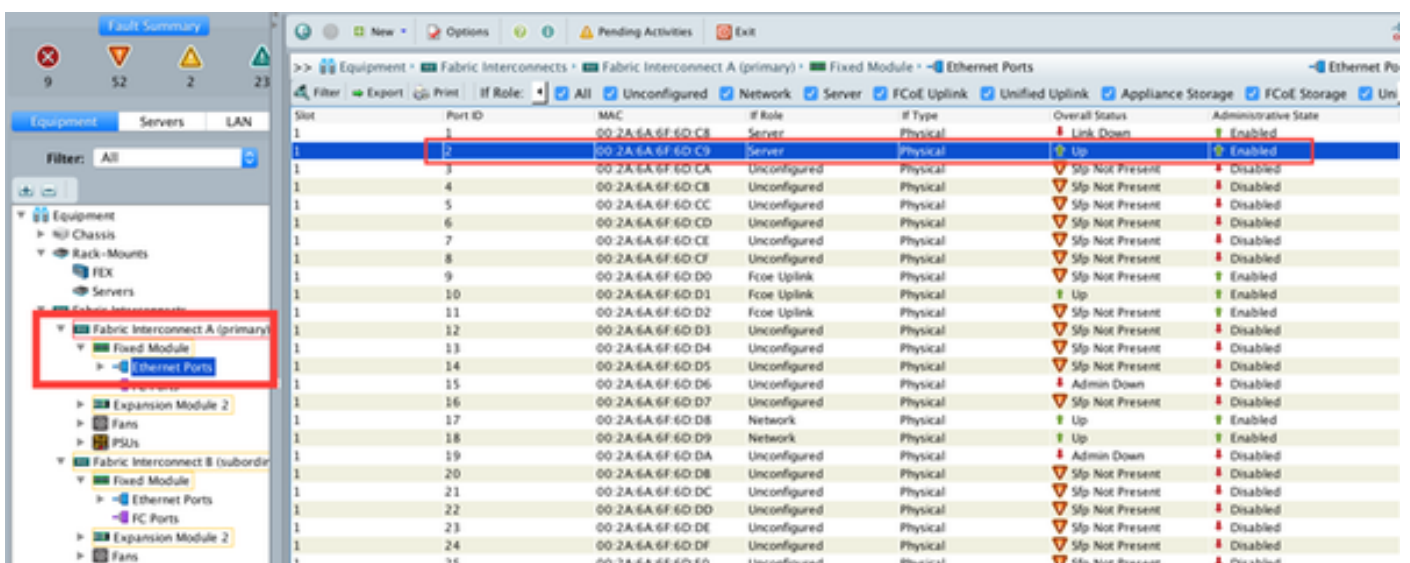 Fault Summary
9 52 2 23
New Options Pending Activities Exit
>> Equipment Fabric Interconnects Fabric Interconnect A (primary) Fixed Module Ethernet Ports Ethernet Po
Filter Export Print If Role: All Unconfigured Network Server FCoE Uplink Unified Uplink Appliance Storage FCoE Storage Uni
Equipment Servers LAN
Filter: All
Equipment
Chassis
Rack-Mounts
FEX
Servers
Fabric Interconnects
Fabric Interconnect A (primary)
Fixed Module
Ethernet Ports
FC Ports
Expansion Module 2
Fans
PSUs
Fabric Interconnect B (subordin
Fixed Module
Ethernet Ports
FC Ports
Expansion Module 2
Fans
Slot Port ID MAC If Role If Type Overall Status Administrative State
1 1 00:2A:6A:6F:6D:C8 Server Physical Link Down Enabled
1 2 00:2A:6A:6F:6D:C9 Server Physical Up Enabled
1 3 00:2A:6A:6F:6D:CA Unconfigured Physical Sfp Not Present Disabled
1 4 00:2A:6A:6F:6D:CB Unconfigured Physical Sfp Not Present Disabled
1 5 00:2A:6A:6F:6D:CC Unconfigured Physical Sfp Not Present Disabled
1 6 00:2A:6A:6F:6D:CD Unconfigured Physical Sfp Not Present Disabled
1 7 00:2A:6A:6F:6D:CE Unconfigured Physical Sfp Not Present Disabled
1 8 00:2A:6A:6F:6D:CF Unconfigured Physical Sfp Not Present Disabled
1 9 00:2A:6A:6F:6D:D0 Fcoe Uplink Physical Sfp Not Present Enabled
1 10 00:2A:6A:6F:6D:D1 Fcoe Uplink Physical Up Enabled
1 11 00:2A:6A:6F:6D:D2 Fcoe Uplink Physical Sfp Not Present Enabled
1 12 00:2A:6A:6F:6D:D3 Unconfigured Physical Sfp Not Present Disabled
1 13 00:2A:6A:6F:6D:D4 Unconfigured Physical Sfp Not Present Disabled
1 14 00:2A:6A:6F:6D:D5 Unconfigured Physical Sfp Not Present Disabled
1 15 00:2A:6A:6F:6D:D6 Unconfigured Physical Admin Down Disabled
1 16 00:2A:6A:6F:6D:D7 Unconfigured Physical Sfp Not Present Disabled
1 17 00:2A:6A:6F:6D:D8 Network Physical Up Enabled
1 18 00:2A:6A:6F:6D:D9 Network Physical Up Enabled
1 19 00:2A:6A:6F:6D:DA Unconfigured Physical Admin Down Disabled
1 20 00:2A:6A:6F:6D:DB Unconfigured Physical Sfp Not Present Disabled
1 21 00:2A:6A:6F:6D:DC Unconfigured Physical Sfp Not Present Disabled
1 22 00:2A:6A:6F:6D:DD Unconfigured Physical Sfp Not Present Disabled
1 23 00:2A:6A:6F:6D:DE Unconfigured Physical Sfp Not Present Disabled
1 24 00:2A:6A:6F:6D:DF Unconfigured Physical Sfp Not Present Disabled
1 25 00:2A:6A:6F:6D:E0 Unconfigured Physical Sfp Not Present Disabled